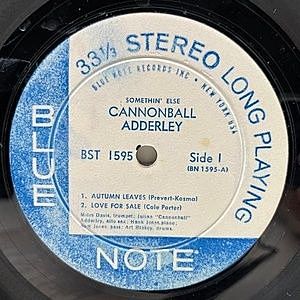 33⅓ STEREO LONG PLAYING
BLUE NOTE RECORDS INC • NEW YORK USA
SOMETHIN' ELSE
CANNONBALL
ADDERLEY
BST 1595
Side 1
(BN 1595-A)
1. AUTUMN LEAVES (Prevert-Kosma)
2. LOVE FOR SALE (Cole Porter)
Miles Davis, trumpet; Julian "Cannonball"
Adderley, alto sax; Hank Jones, piano;
Sam Jones, bass; Art Blakey, drums.
BLUE
NOTE